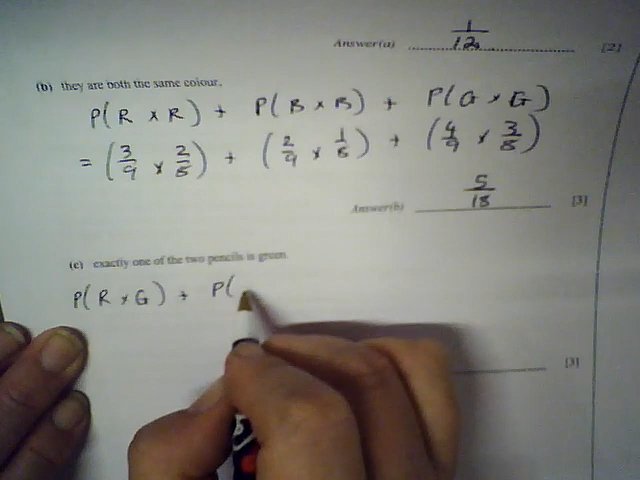 Answer(a) 1/12 [2]
(b) they are both the same colour.
P(R × R) + P(B × B) + P(G × G)
= (3/9 × 2/8) + (2/9 × 1/8) + (4/9 × 3/8)
Answer(b) 5/18 [3]
(c) exactly one of the two pencils is green.
P(R × G) + P(
[3]